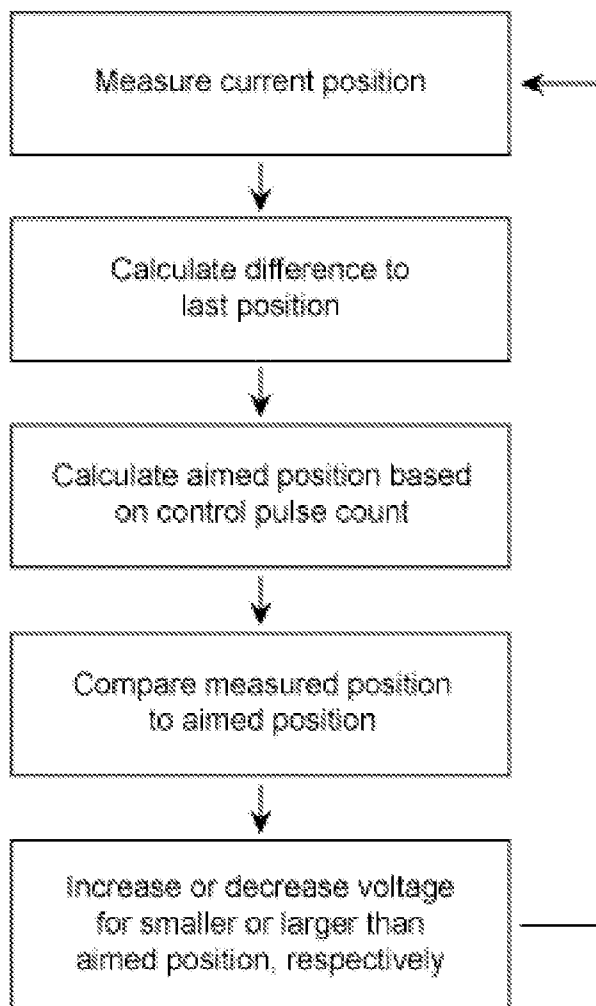 Measure current position
Calculate difference to
last position
Calculate aimed position based
on control pulse count
Compare measured position
to aimed position
Increase or decrease voltage
for smaller or larger than
aimed position, respectively